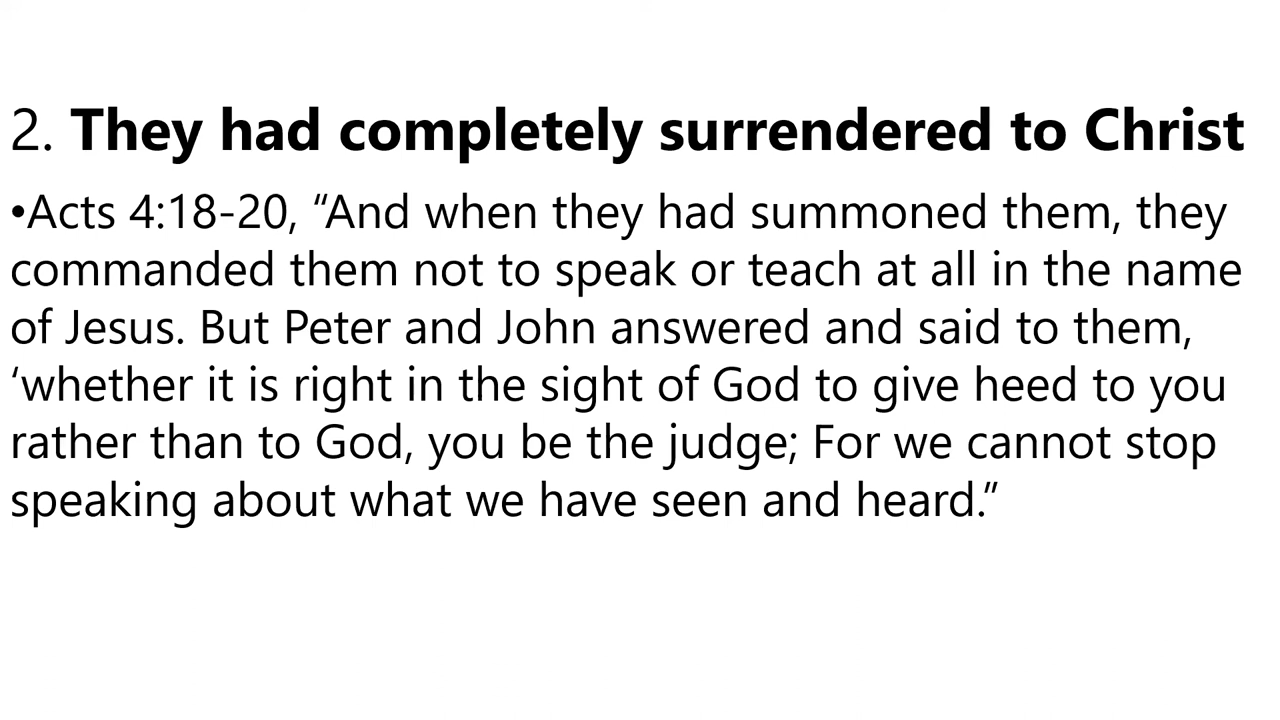 2. They had completely surrendered to Christ
•Acts 4:18-20, “And when they had summoned them, they
commanded them not to speak or teach at all in the name
of Jesus. But Peter and John answered and said to them,
‘whether it is right in the sight of God to give heed to you
rather than to God, you be the judge; For we cannot stop
speaking about what we have seen and heard.”